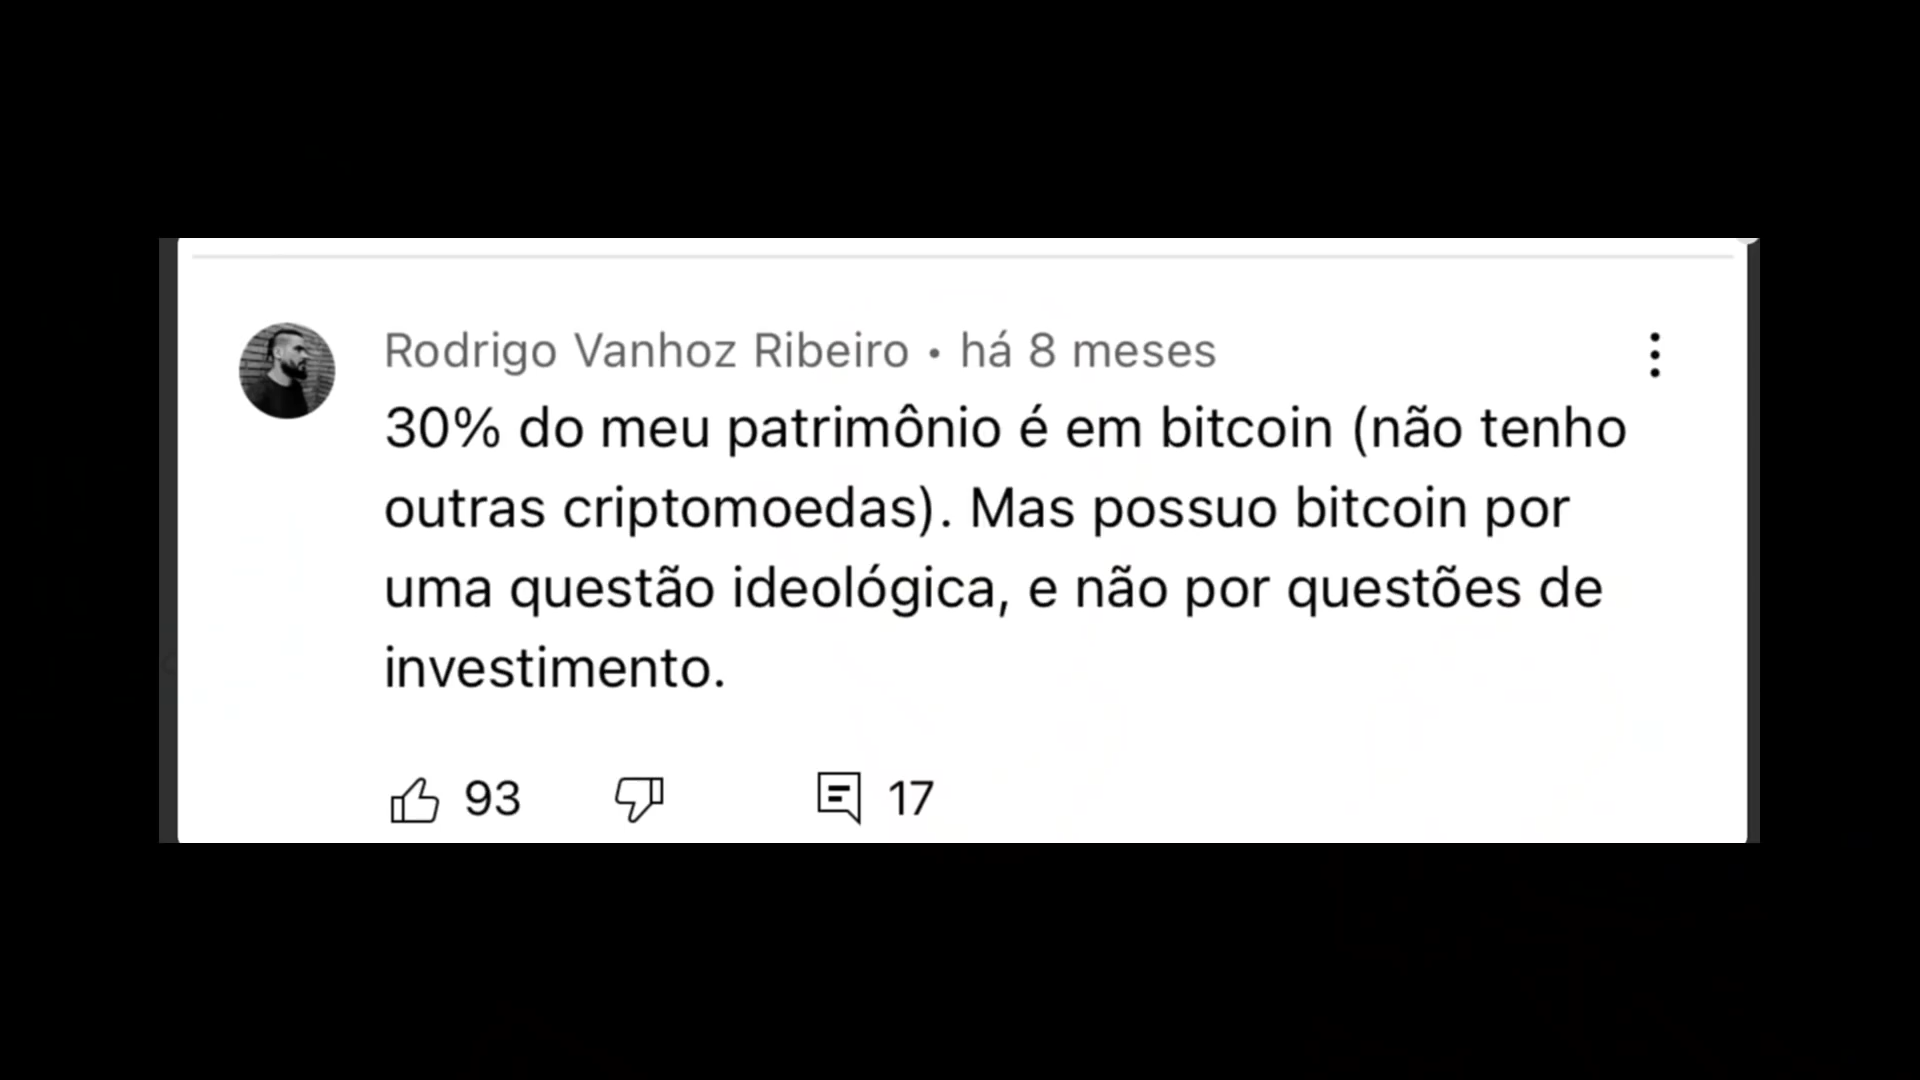 Rodrigo Vanhoz Ribeiro • há 8 meses
30% do meu patrimônio é em bitcoin (não tenho
outras criptomoedas). Mas possuo bitcoin por
uma questão ideológica, e não por questões de
investimento.
93 17